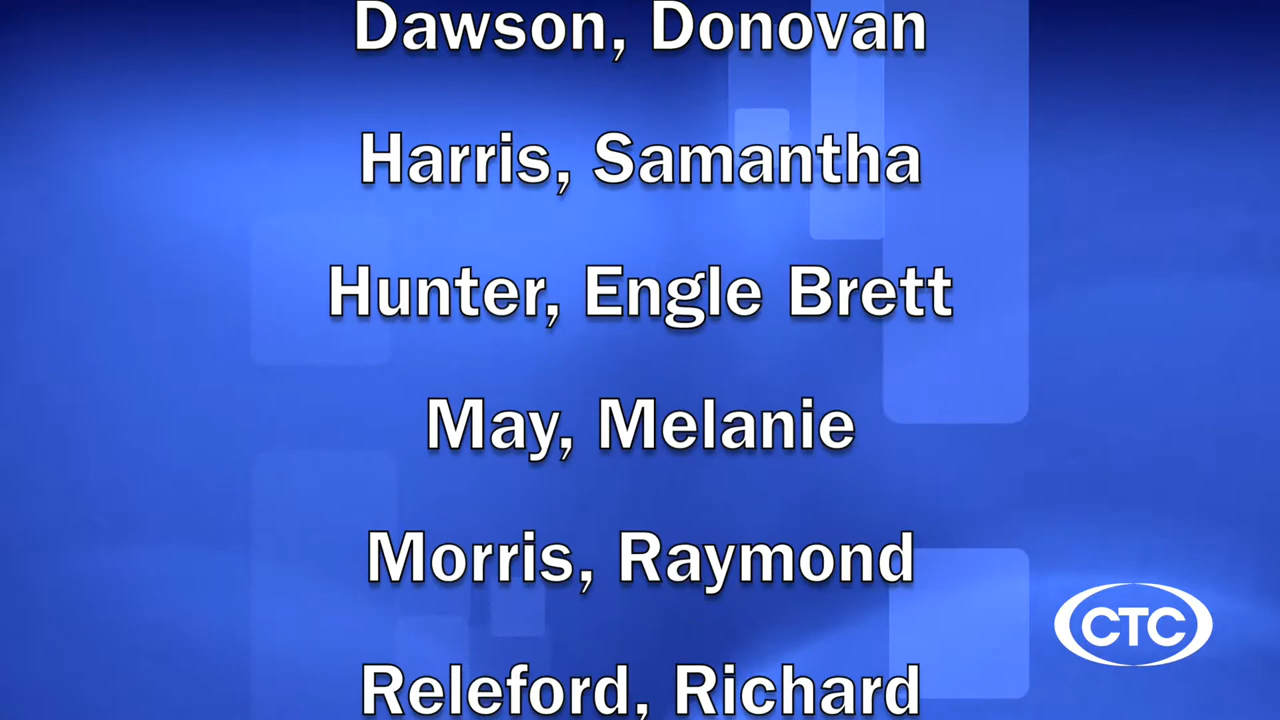 Dawson, Donovan
Harris, Samantha
Hunter, Engle Brett
May, Melanie
Morris, Raymond
CTC
Releford, Richard